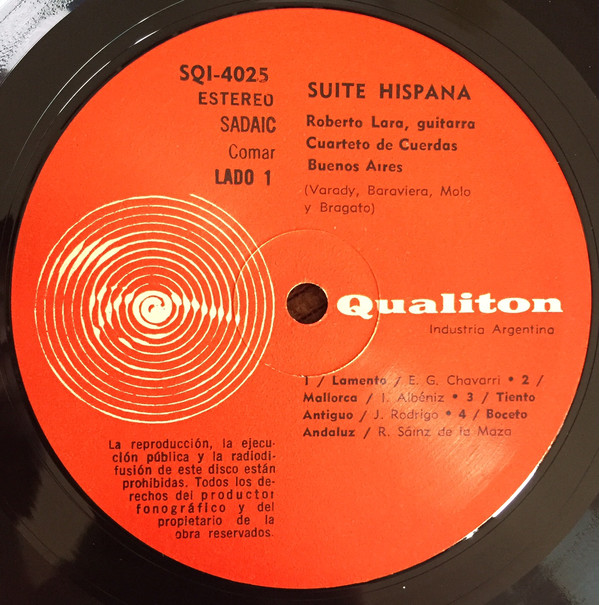 SQI-4025
ESTEREO
SADAIC
Comar
LADO 1
SUITE HISPANA
Roberto Lara, guitarra
Cuarteto de Cuerdas
Buenos Aires
(Varady, Baraviera, Molo
y Bragato)
Qualiton
Industria Argentina
1 / Lamento / E. G. Chavarri • 2 /
Mallorca / I. Albéniz • 3 / Tiento
Antiguo / J. Rodrigo • 4 / Boceto
Andaluz / R. Sáinz de la Maza
La reproducción, la ejecu-
ción pública y la radiodi-
fusión de este disco están
prohibidas. Todos los de-
rechos del productor
fonográfico y del
propietario de la
obra reservados.